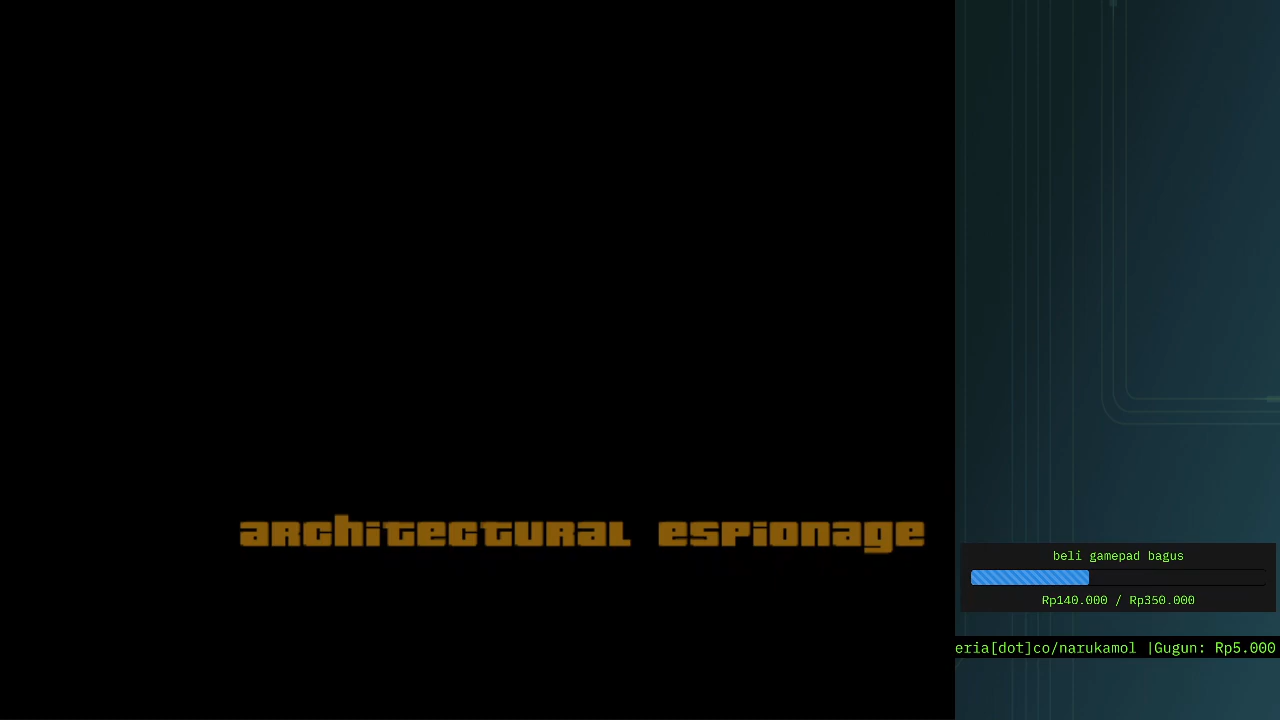 architectural espionage
beli gamepad bagus
Rp140.000 / Rp350.000
eria[dot]co/narukamol |Gugun: Rp5.000